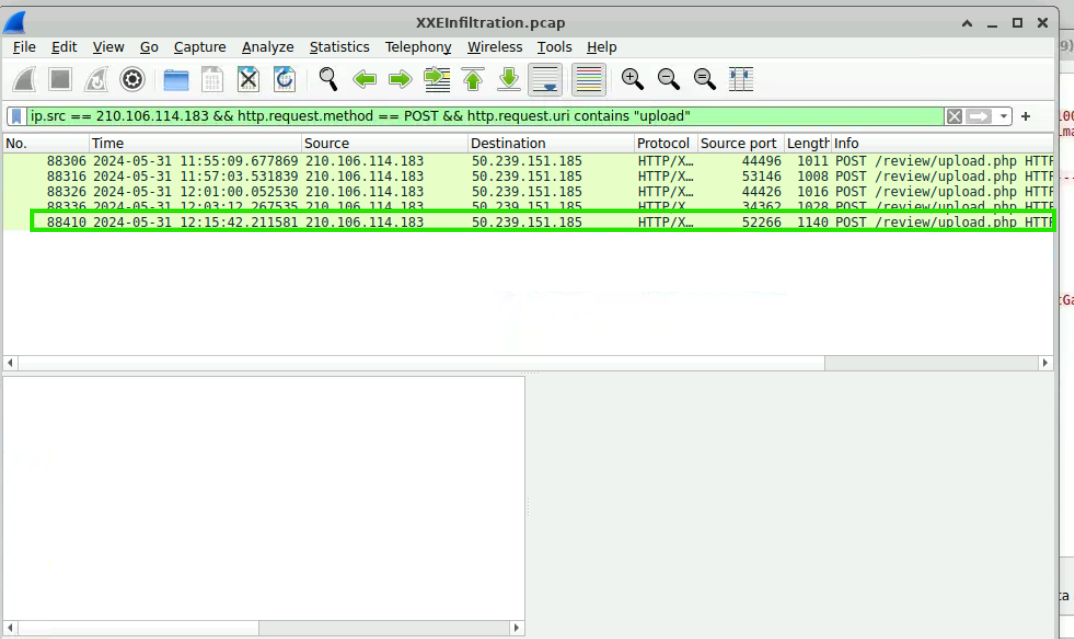 XXEInfiltration.pcap
File Edit View Go Capture Analyze Statistics Telephony Wireless Tools Help
ip.src == 210.106.114.183 && http.request.method == POST && http.request.uri contains "upload"
No. Time Source Destination Protocol Source port Length Info
88306 2024-05-31 11:55:09.677869 210.106.114.183 50.239.151.185 HTTP/X… 44496 1011 POST /review/upload.php HTTP
88316 2024-05-31 11:57:03.531839 210.106.114.183 50.239.151.185 HTTP/X… 53146 1008 POST /review/upload.php HTTP
88326 2024-05-31 12:01:00.052530 210.106.114.183 50.239.151.185 HTTP/X… 44426 1016 POST /review/upload.php HTTP
88336 2024-05-31 12:03:12.267535 210.106.114.183 50.239.151.185 HTTP/X… 34362 1028 POST /review/upload.php HTTP
88410 2024-05-31 12:15:42.211581 210.106.114.183 50.239.151.185 HTTP/X… 52266 1140 POST /review/upload.php HTTP